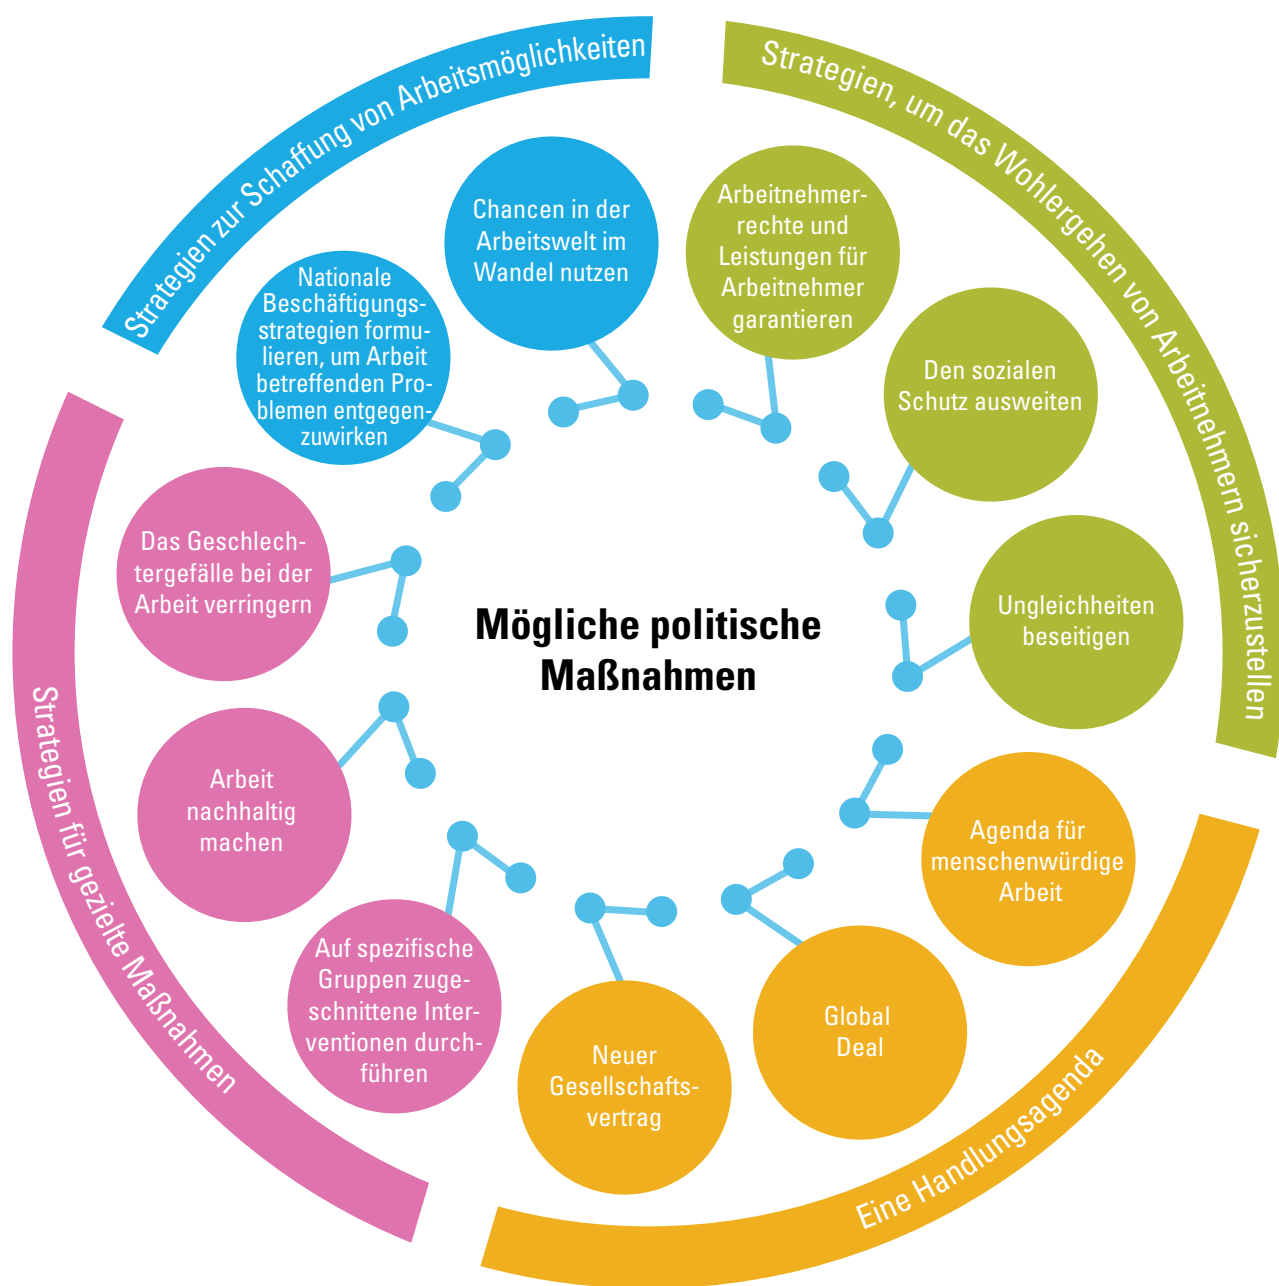 Strategien zur Schaffung von Arbeitsmöglichkeiten
Nationale
Beschäftigungs-
strategien formu-
lieren, um Arbeit
betreffenden Pro-
blemen entgegen-
zuwirken
Chancen in der
Arbeitswelt im
Wandel nutzen
Strategien, um das Wohlergehen von Arbeitnehmern sicherzustellen
Arbeitnehmer-
rechte und
Leistungen für
Arbeitnehmer
garantieren
Den sozialen
Schutz ausweiten
Ungleichheiten
beseitigen
Mögliche politische
Maßnahmen
Eine Handlungsagenda
Agenda für
menschenwürdige
Arbeit
Global
Deal
Neuer
Gesellschafts-
vertrag
Strategien für gezielte Maßnahmen
Das Geschlech-
tergefälle bei der
Arbeit verringern
Arbeit
nachhaltig
machen
Auf spezifische
Gruppen zuge-
schnittene Inter-
ventionen durch-
führen